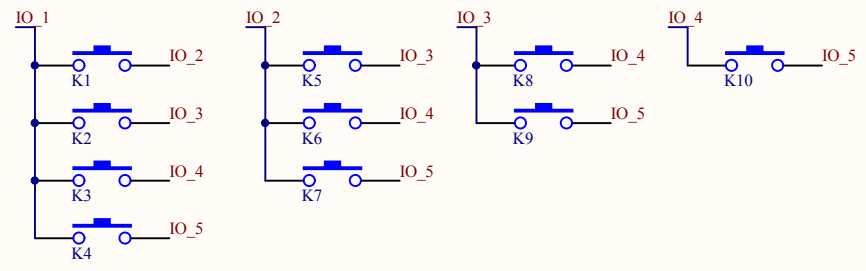 IO_1
IO_2
K1
IO_3
K2
IO_4
K3
IO_5
K4
IO_2
IO_3
K5
IO_4
K6
IO_5
K7
IO_3
IO_4
K8
IO_5
K9
IO_4
IO_5
K10